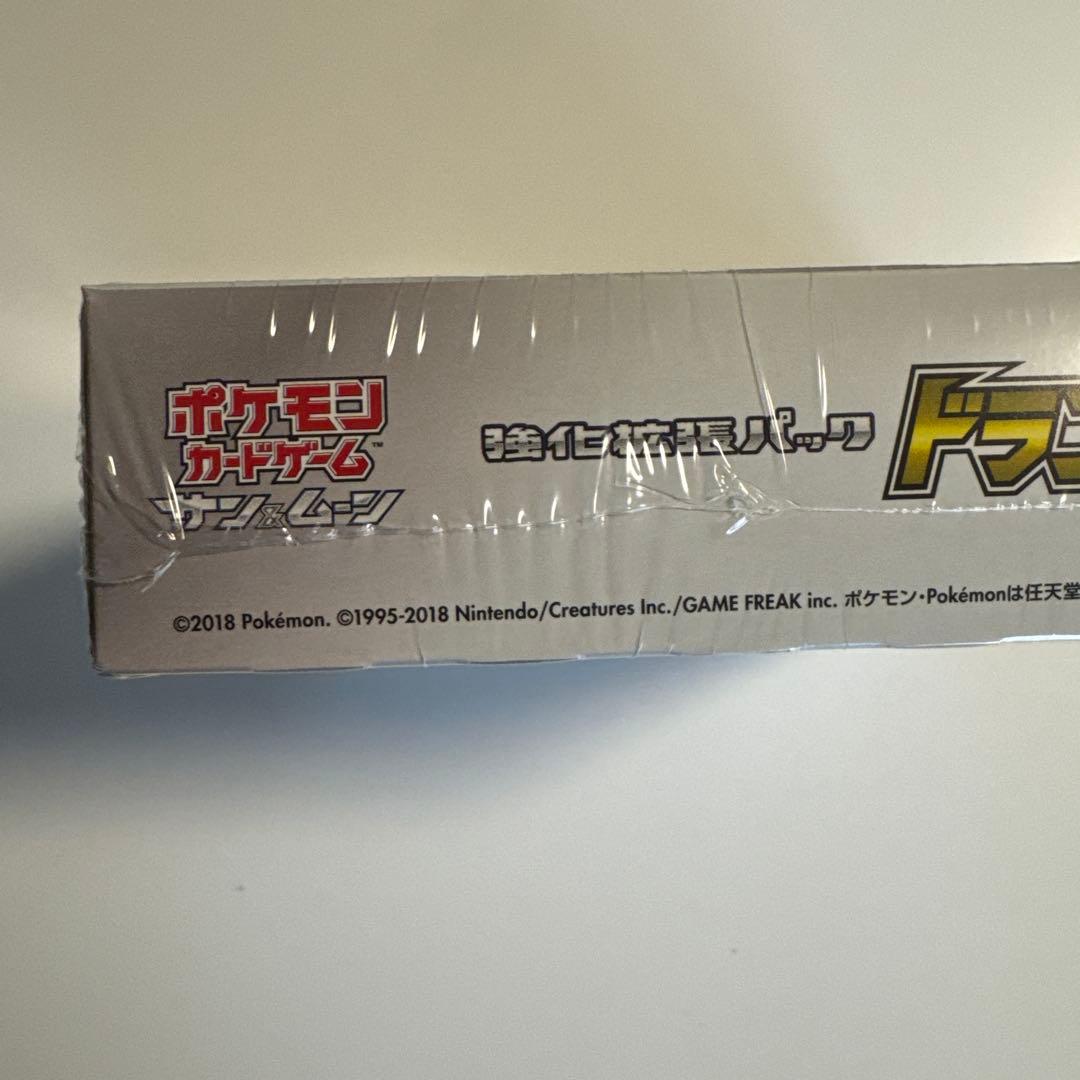 ポケモン
カードゲーム™
サン&ムーン
強化拡張パック
ドラ
©2018 Pokémon. ©1995-2018 Nintendo/Creatures Inc./GAME FREAK inc. ポケモン・Pokémonは任天堂